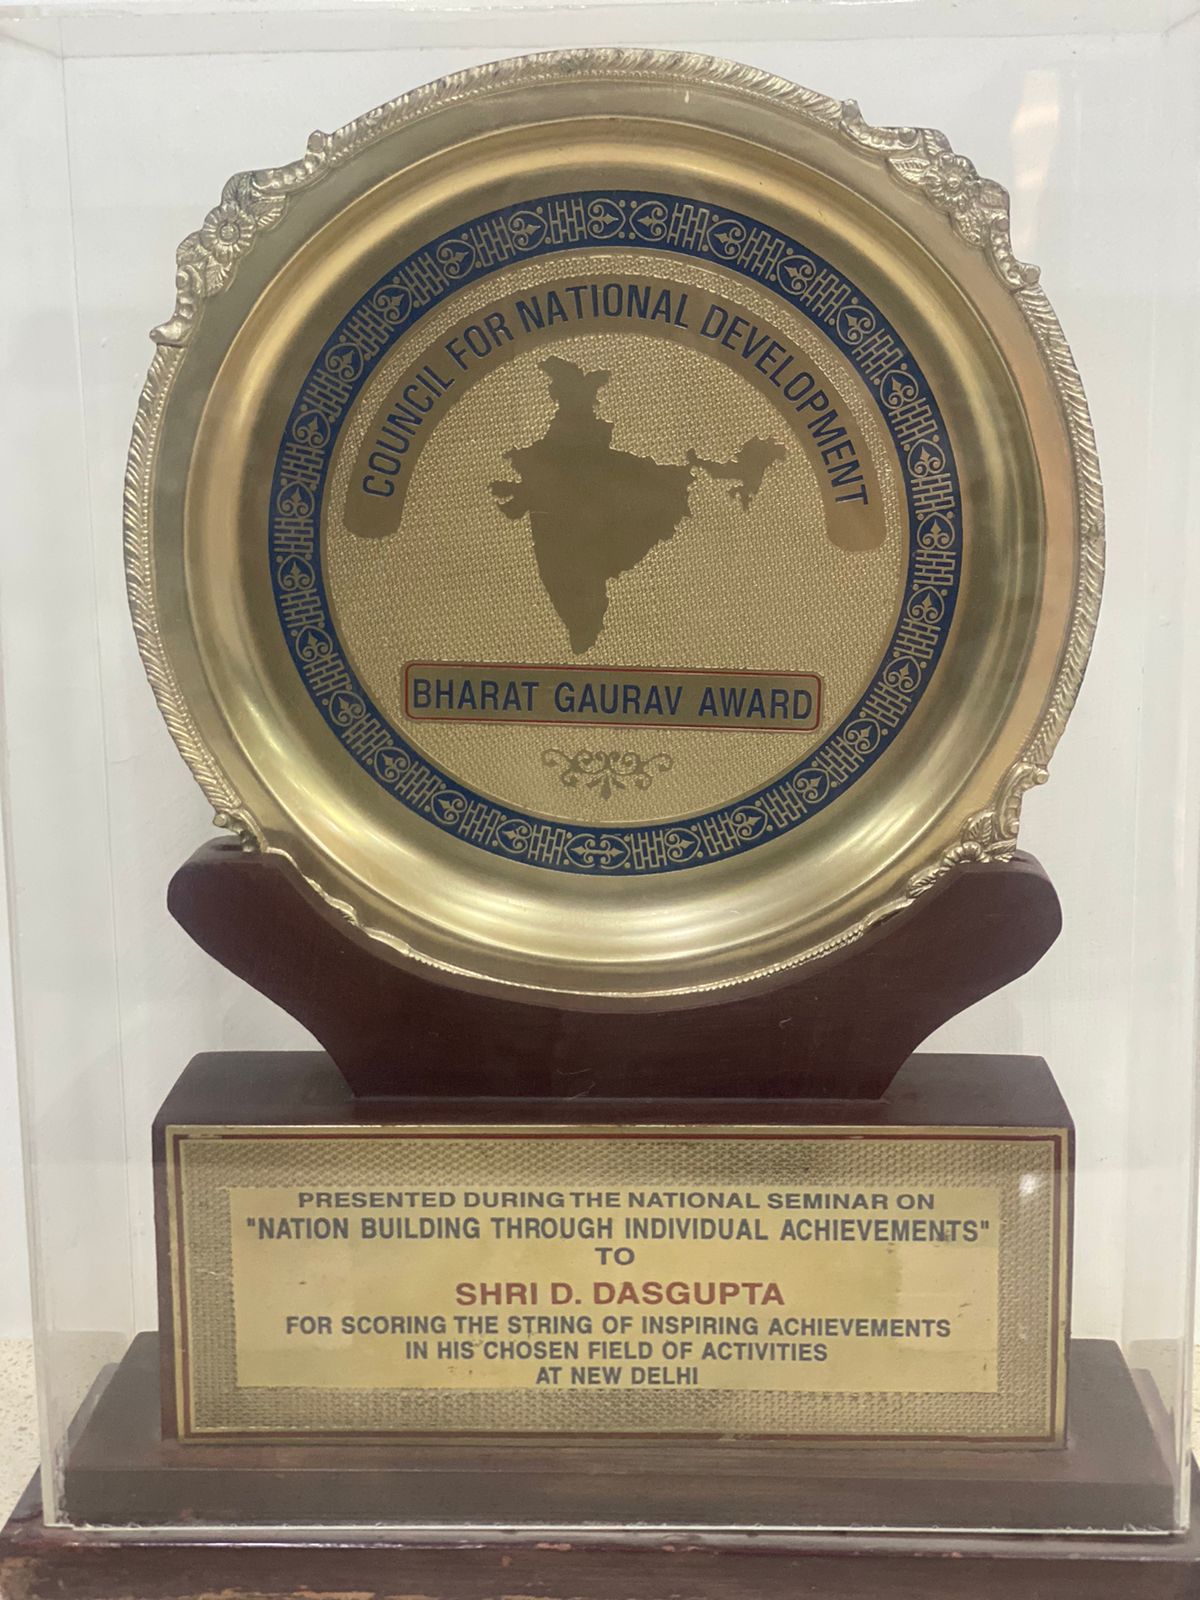 COUNCIL FOR NATIONAL DEVELOPMENT
BHARAT GAURAV AWARD
PRESENTED DURING THE NATIONAL SEMINAR ON
"NATION BUILDING THROUGH INDIVIDUAL ACHIEVEMENTS"
TO
SHRI D. DASGUPTA
FOR SCORING THE STRING OF INSPIRING ACHIEVEMENTS
IN HIS CHOSEN FIELD OF ACTIVITIES
AT NEW DELHI